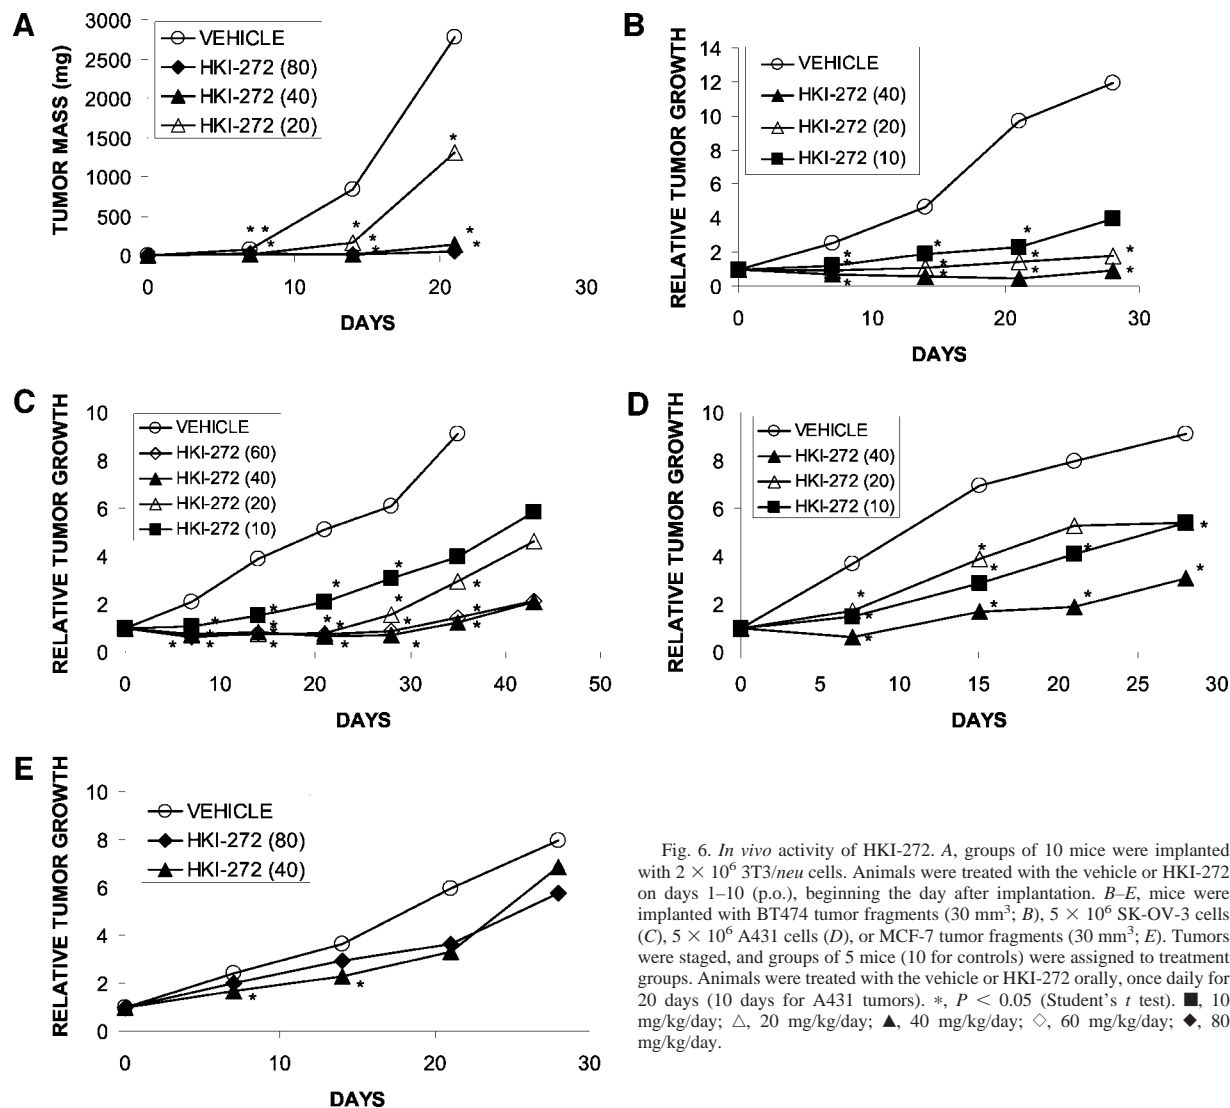 A
TUMOR MASS (mg)
3000
2500
2000
1500
1000
500
0
VEHICLE
HKI-272 (80)
HKI-272 (40)
HKI-272 (20)
* * * * * * * * *
0 10 20 30
DAYS
B
RELATIVE TUMOR GROWTH
14
12
10
8
6
4
2
0
VEHICLE
HKI-272 (40)
HKI-272 (20)
HKI-272 (10)
* * * * * * * * * * *
0 10 20 30
DAYS
C
RELATIVE TUMOR GROWTH
10
8
6
4
2
0
VEHICLE
HKI-272 (60)
HKI-272 (40)
HKI-272 (20)
HKI-272 (10)
0 10 20 30 40 50
DAYS
D
RELATIVE TUMOR GROWTH
10
8
6
4
2
0
VEHICLE
HKI-272 (40)
HKI-272 (20)
HKI-272 (10)
0 5 10 15 20 25 30
DAYS
E
RELATIVE TUMOR GROWTH
10
8
6
4
2
0
VEHICLE
HKI-272 (80)
HKI-272 (40)
* *
0 10 20 30
DAYS
Fig. 6. In vivo activity of HKI-272. A, groups of 10 mice were implanted
with 2 × 10⁶ 3T3/neu cells. Animals were treated with the vehicle or HKI-272
on days 1–10 (p.o.), beginning the day after implantation. B–E, mice were
implanted with BT474 tumor fragments (30 mm³; B), 5 × 10⁶ SK-OV-3 cells
(C), 5 × 10⁶ A431 cells (D), or MCF-7 tumor fragments (30 mm³; E). Tumors
were staged, and groups of 5 mice (10 for controls) were assigned to treatment
groups. Animals were treated with the vehicle or HKI-272 orally, once daily for
20 days (10 days for A431 tumors). *, P < 0.05 (Student's t test). ■, 10
mg/kg/day; △, 20 mg/kg/day; ▲, 40 mg/kg/day; ◇, 60 mg/kg/day; ◆, 80
mg/kg/day.